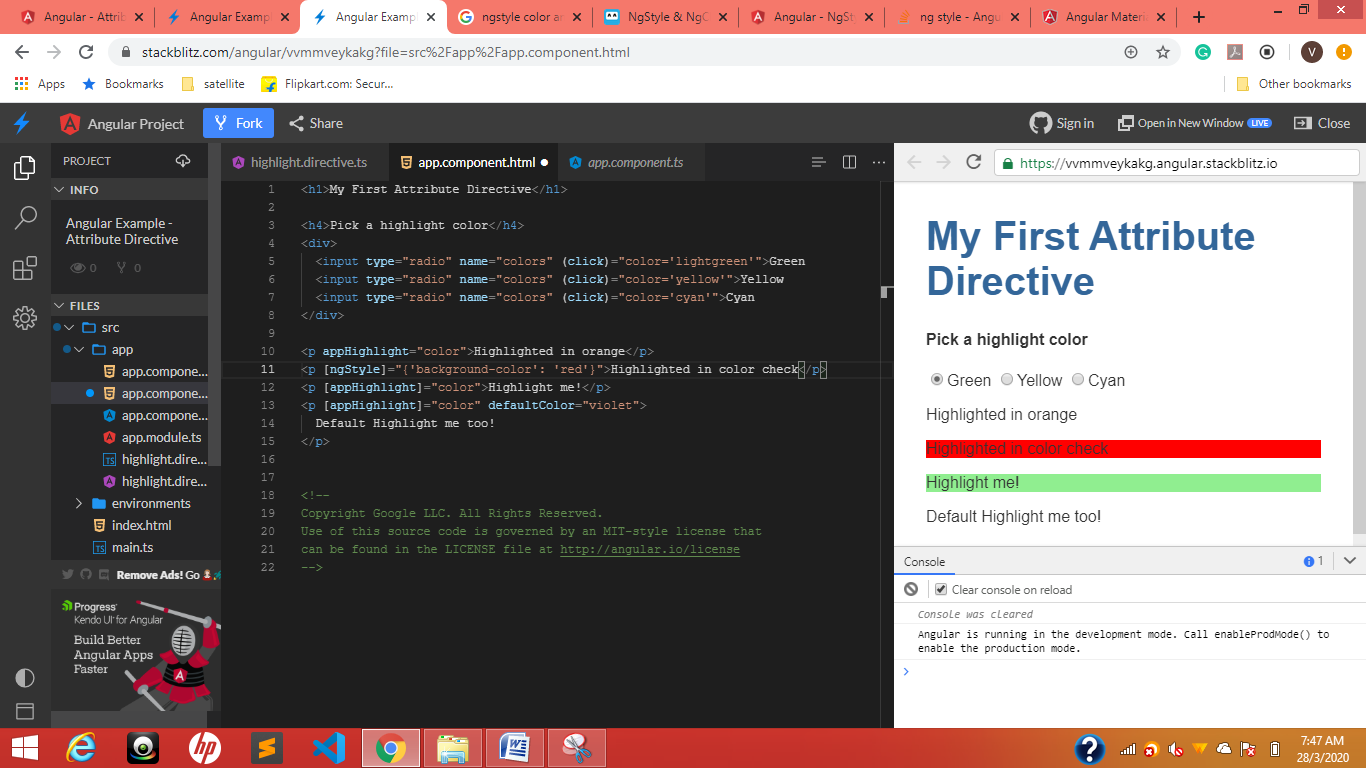 Angular - Attrib
Angular Examp
Angular Examp
ngstyle color an
NgStyle & NgC
Angular - NgSt
ng style - Angu
Angular Materi
stackblitz.com/angular/vvmmveykakg?file=src%2Fapp%2Fapp.component.html
V
Apps
Bookmarks
satellite
Flipkart.com: Secur...
Other bookmarks
Angular Project
Fork
Share
Sign in
Open in New Window LIVE
Close
PROJECT
INFO
Angular Example -
Attribute Directive
0
0
FILES
src
app
app.compone...
app.compone...
app.compone...
app.module.ts
highlight.dire...
highlight.dire...
environments
index.html
main.ts
Remove Ads! Go
Progress
Kendo UI for Angular
Build Better
Angular Apps
Faster
highlight.directive.ts
app.component.html
app.component.ts
1 <h1>My First Attribute Directive</h1>
2
3 <h4>Pick a highlight color</h4>
4 <div>
5 <input type="radio" name="colors" (click)="color='lightgreen'">Green
6 <input type="radio" name="colors" (click)="color='yellow'">Yellow
7 <input type="radio" name="colors" (click)="color='cyan'">Cyan
8 </div>
9
10 <p appHighlight="color">Highlighted in orange</p>
11 <p [ngStyle]="{'background-color': 'red'}">Highlighted in color check</p>
12 <p [appHighlight]="color">Highlight me!</p>
13 <p [appHighlight]="color" defaultColor="violet">
14 Default Highlight me too!
15 </p>
16
17
18 <!--
19 Copyright Google LLC. All Rights Reserved.
20 Use of this source code is governed by an MIT-style license that
21 can be found in the LICENSE file at http://angular.io/license
22 -->
https://vvmmveykakg.angular.stackblitz.io
My First Attribute
Directive
Pick a highlight color
Green Yellow Cyan
Highlighted in orange
Highlighted in color check
Highlight me!
Default Highlight me too!
Console
1
Clear console on reload
Console was cleared
Angular is running in the development mode. Call enableProdMode() to
enable the production mode.
7:47 AM
28/3/2020